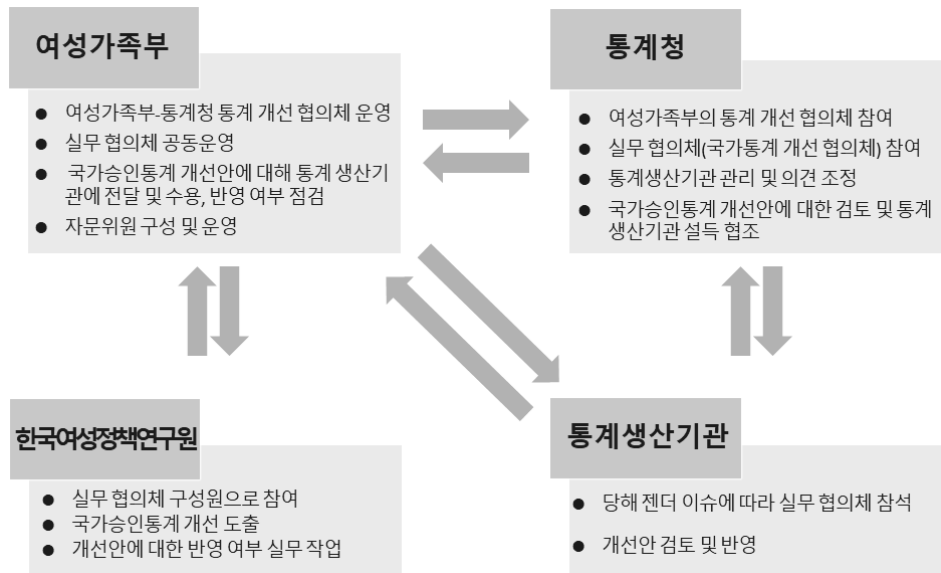 여성가족부
● 여성가족부-통계청 통계 개선 협의체 운영
● 실무 협의체 공동운영
● 국가승인통계 개선안에 대해 통계 생산기
관에 전달 및 수용, 반영 여부 점검
● 자문위원 구성 및 운영
통계청
● 여성가족부의 통계 개선 협의체 참여
● 실무 협의체(국가통계 개선 협의체) 참여
● 통계생산기관 관리 및 의견 조정
● 국가승인통계 개선안에 대한 검토 및 통계
생산기관 설득 협조
한국여성정책연구원
● 실무 협의체 구성원으로 참여
● 국가승인통계 개선 도출
● 개선안에 대한 반영 여부 실무 작업
통계생산기관
● 당해 젠더 이슈에 따라 실무 협의체 참석
● 개선안 검토 및 반영